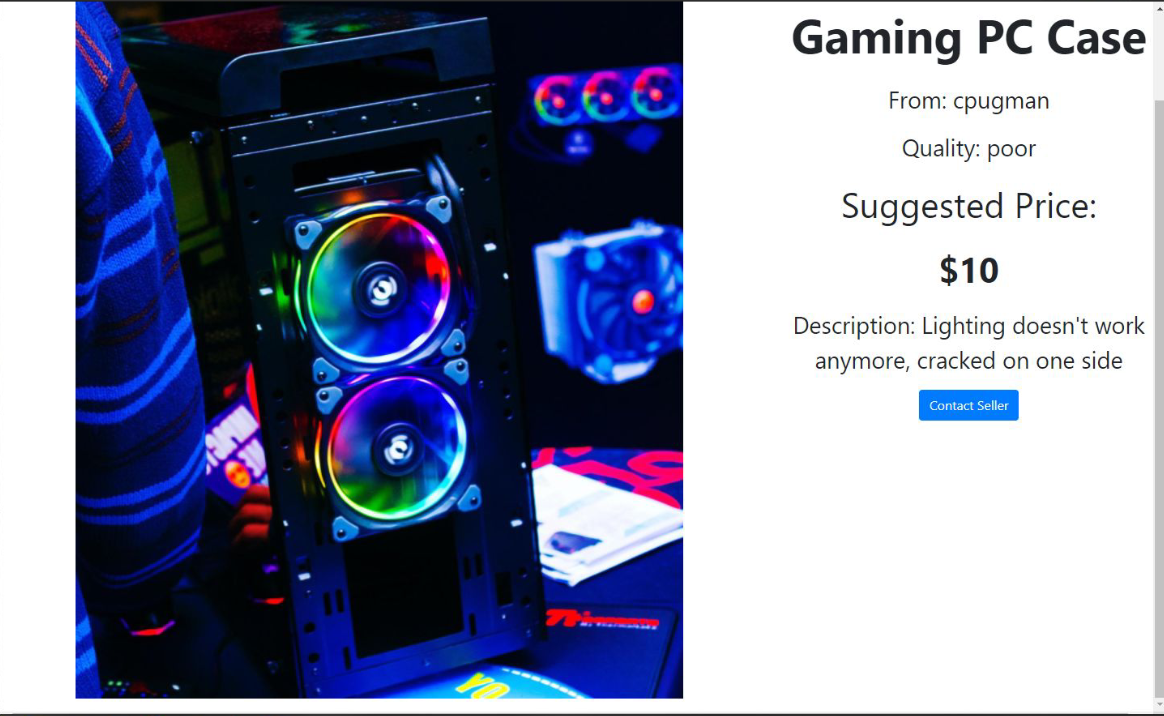 Gaming PC Case
From: cpugman
Quality: poor
Suggested Price:
$10
Description: Lighting doesn't work
anymore, cracked on one side
Contact Seller
YO